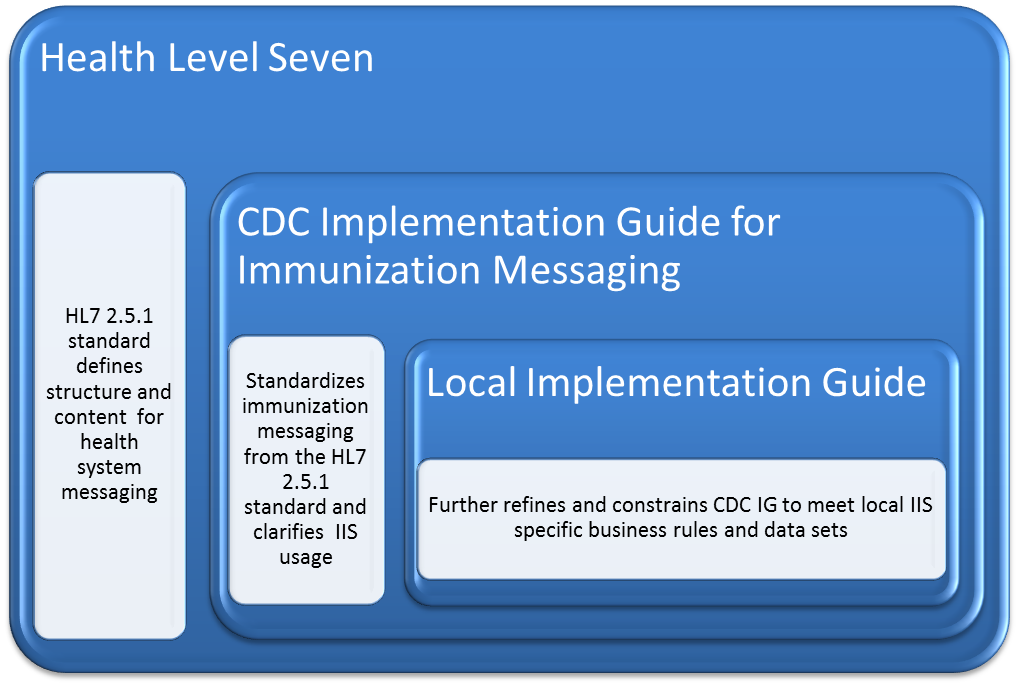 Health Level Seven
HL7 2.5.1
standard
defines
structure and
content for
health
system
messaging
CDC Implementation Guide for
Immunization Messaging
Standardizes
immunization
messaging
from the HL7
2.5.1
standard and
clarifies IIS
usage
Local Implementation Guide
Further refines and constrains CDC IG to meet local IIS
specific business rules and data sets